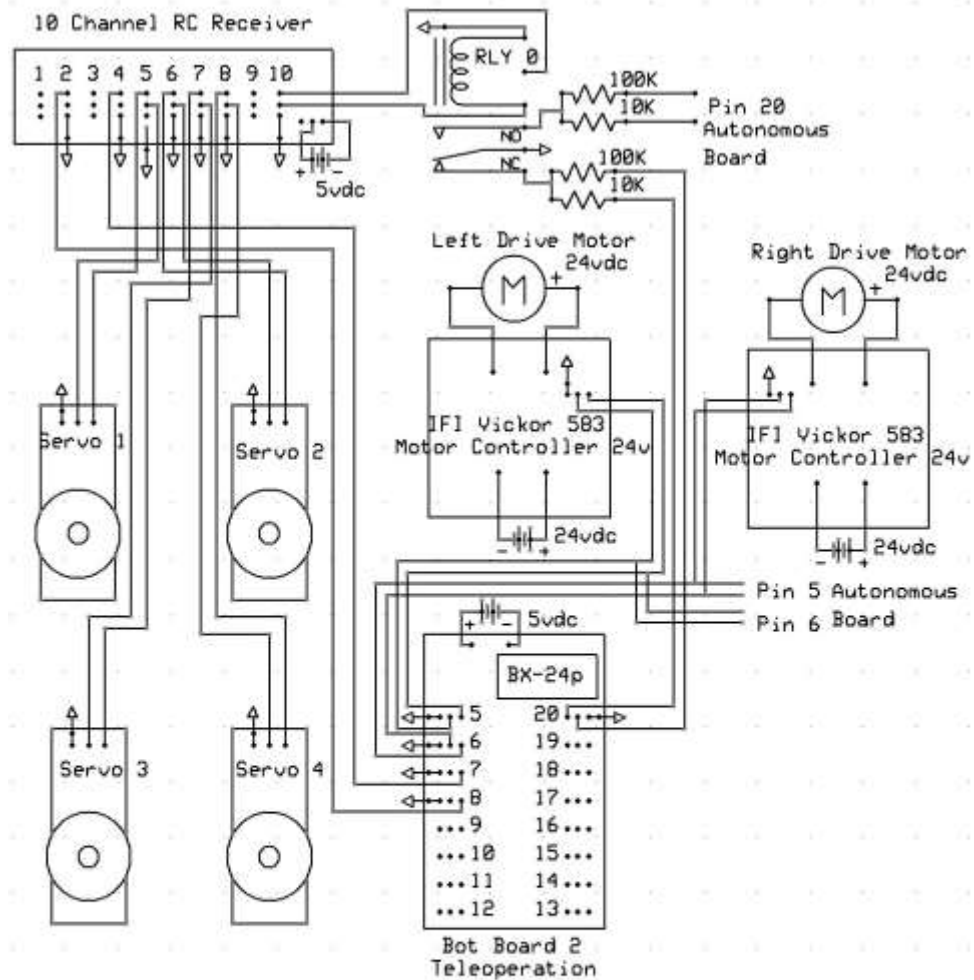 10 Channel RC Receiver
1 2 3 4 5 6 7 8 9 10
+ -
5vdc
RLY 0
100K
10K
Pin 20
Autonomous
Board
NO
NC
100K
10K
Left Drive Motor
24vdc
+
M
Right Drive Motor
24vdc
+
M
IFI Vickor 583
Motor Controller 24v
- +
24vdc
IFI Vickor 583
Motor Controller 24v
- +
24vdc
Servo 1
Servo 2
Servo 3
Servo 4
Pin 5 Autonomous
Pin 6 Board
+ -
5vdc
BX-24p
5 20
6 19
7 18
8 17
9 16
10 15
11 14
12 13
Bot Board 2
Teleoperation